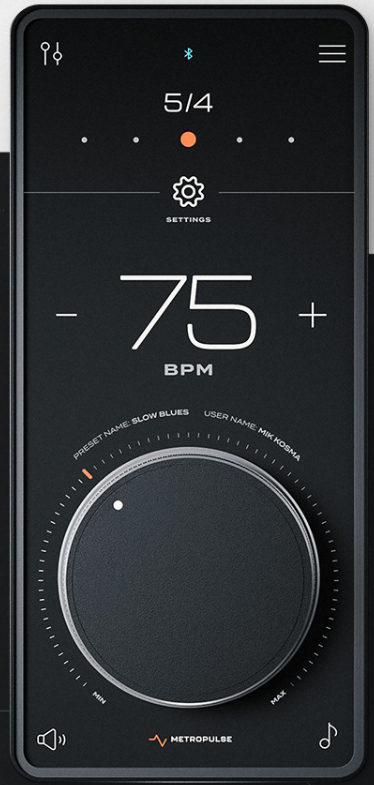 5/4
SETTINGS
75
BPM
PRESET NAME: SLOW BLUES
USER NAME: MIK KOSMA
MIN
MAX
METROPULSE